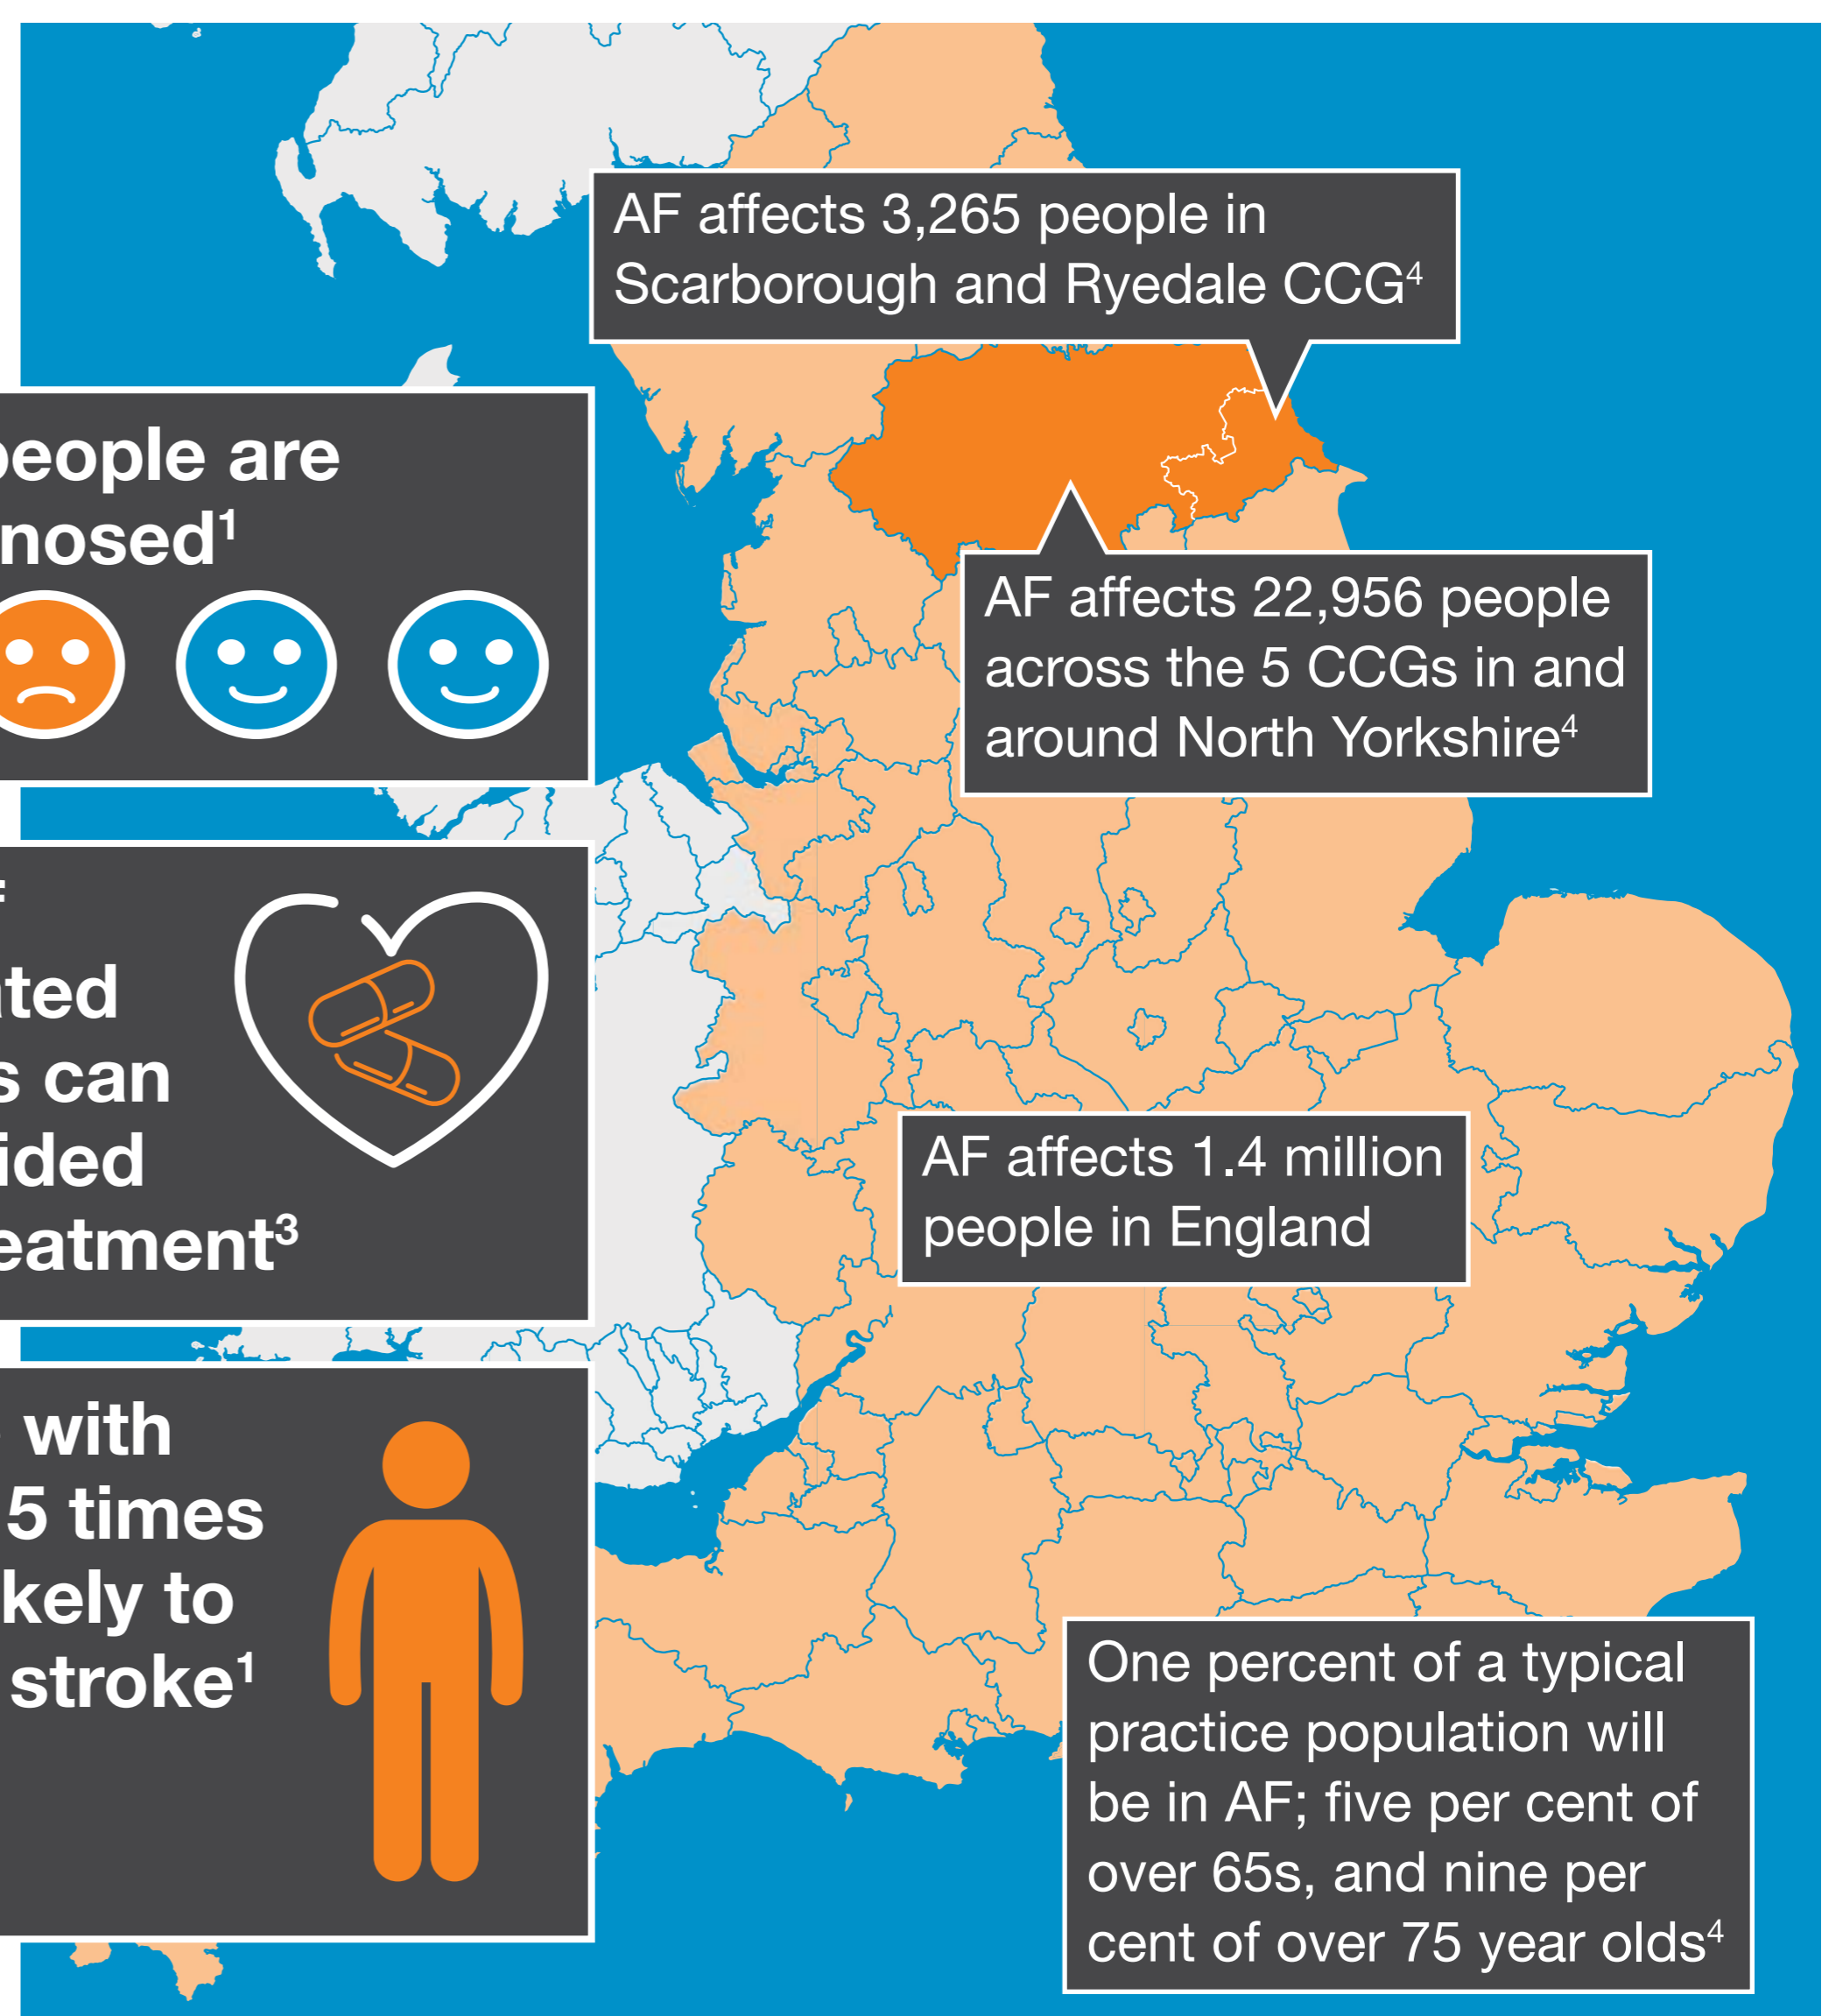 AF affects 3,265 people in
Scarborough and Ryedale CCG⁴
people are
nosed¹
AF affects 22,956 people
across the 5 CCGs in and
around North Yorkshire⁴
ated
s can
ided
eatment³
AF affects 1.4 million
people in England
with
5 times
kely to
stroke¹
One percent of a typical
practice population will
be in AF; five per cent of
over 65s, and nine per
cent of over 75 year olds⁴